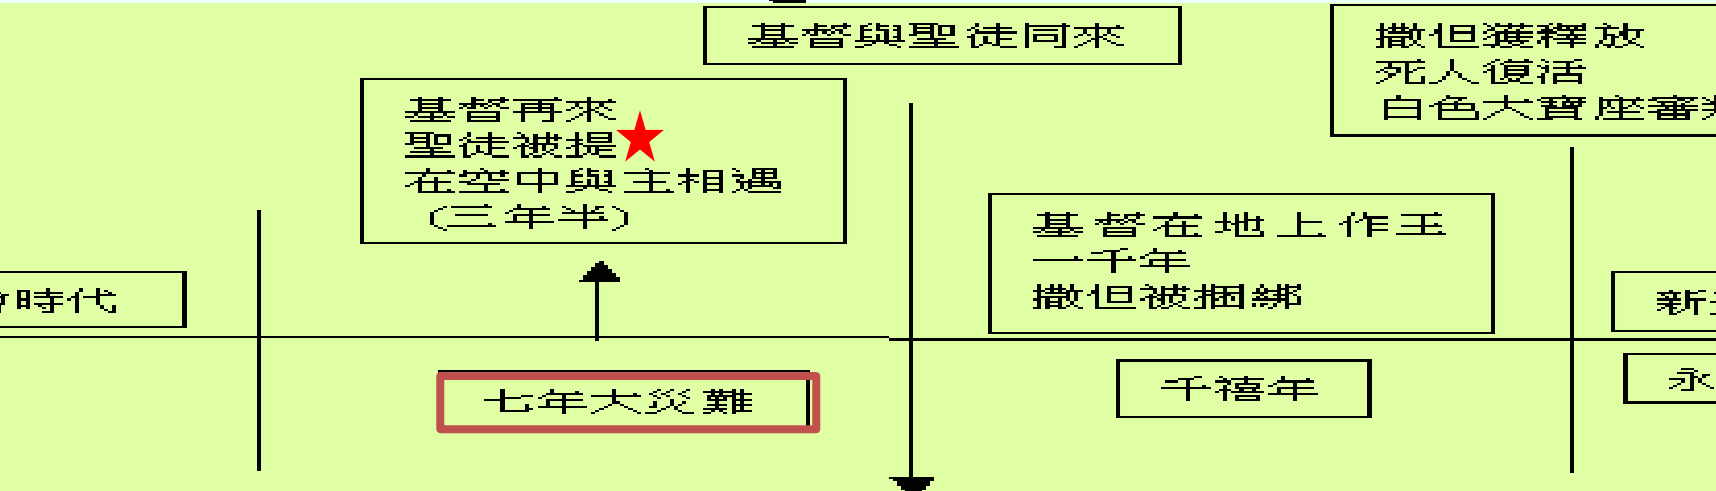 基督與聖徒同來
撒但獲釋放
死人復活
白色大寶座審
基督再來
聖徒被提
在空中與主相遇
(三年半)
基督在地上作王
一千年
撒但被捆綁
時代
新
七年大災難
千禧年
永